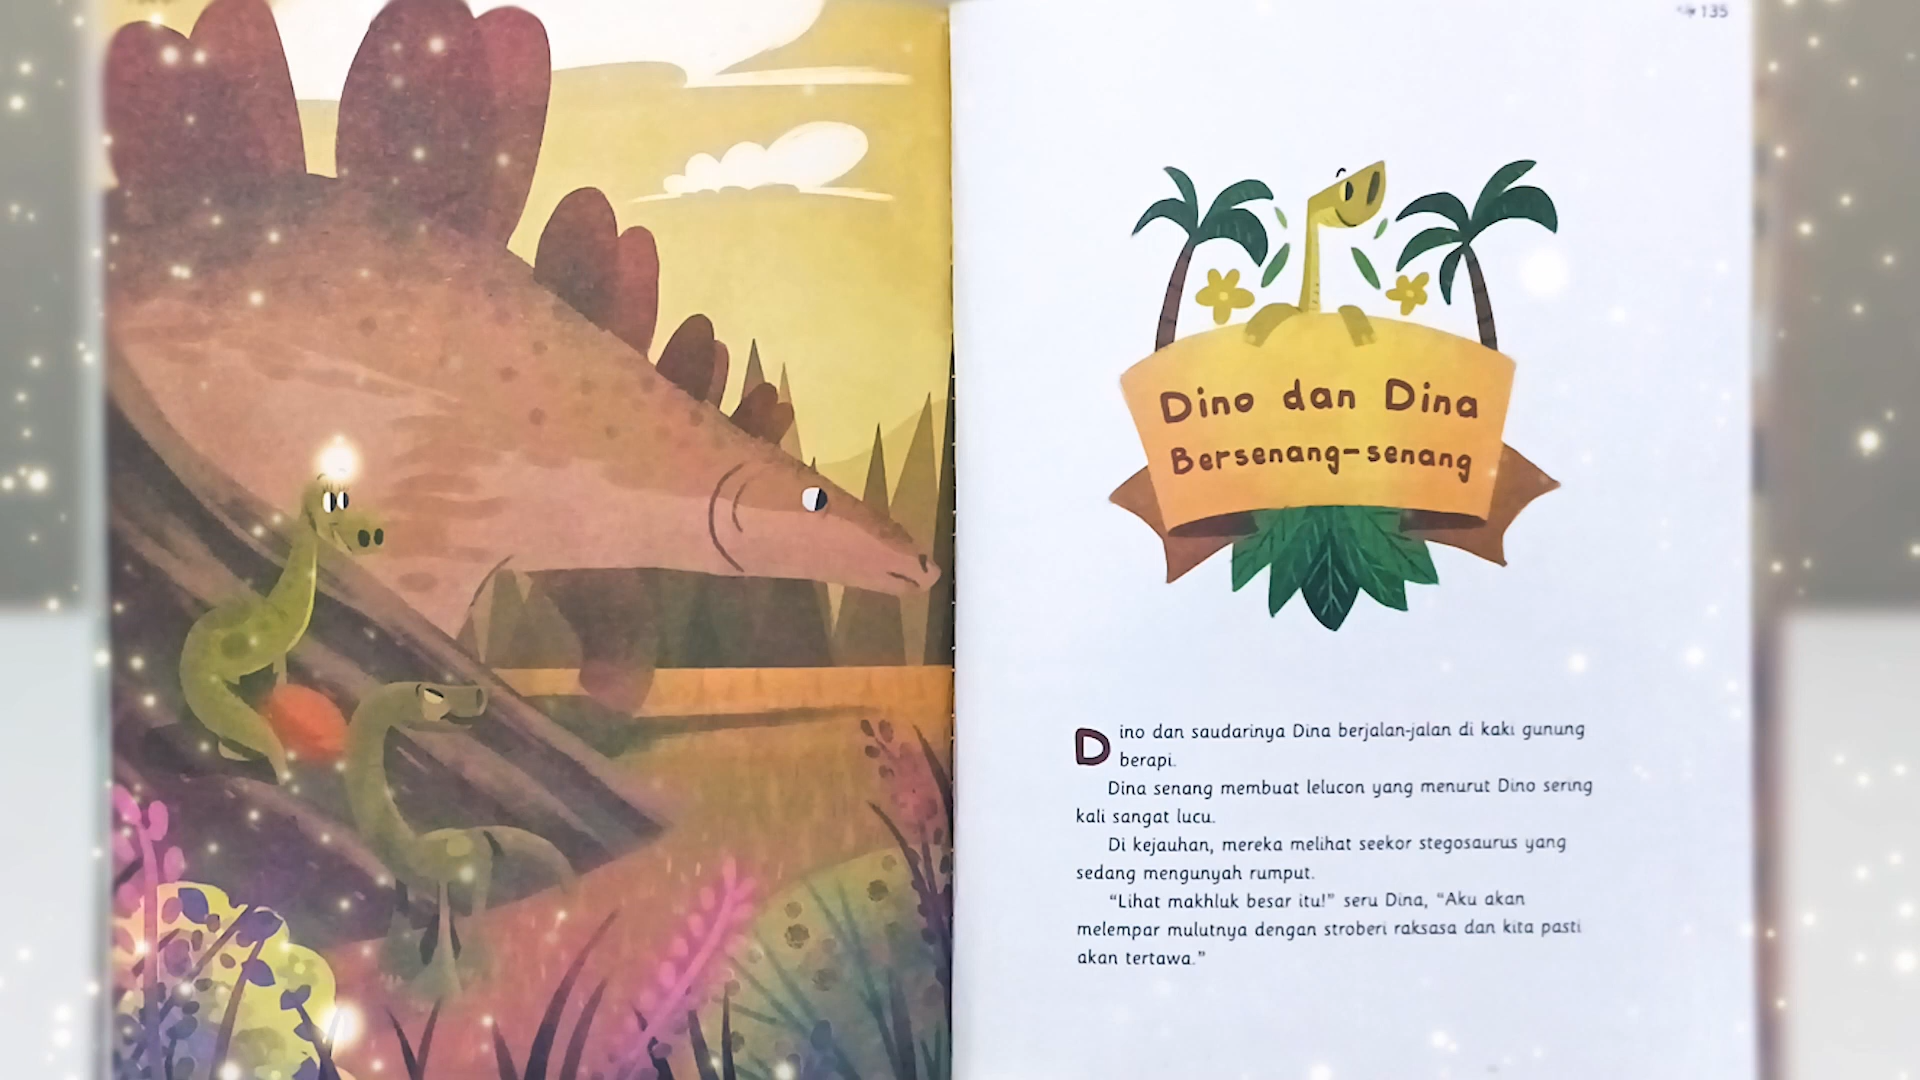 135
Dino dan Dina
Bersenang-senang
Dino dan saudarinya Dina berjalan-jalan di kaki gunung
berapi.
Dina senang membuat lelucon yang menurut Dino sering
kali sangat lucu.
Di kejauhan, mereka melihat seekor stegosaurus yang
sedang mengunyah rumput.
“Lihat makhluk besar itu!” seru Dina, “Aku akan
melempar mulutnya dengan stroberi raksasa dan kita pasti
akan tertawa.”